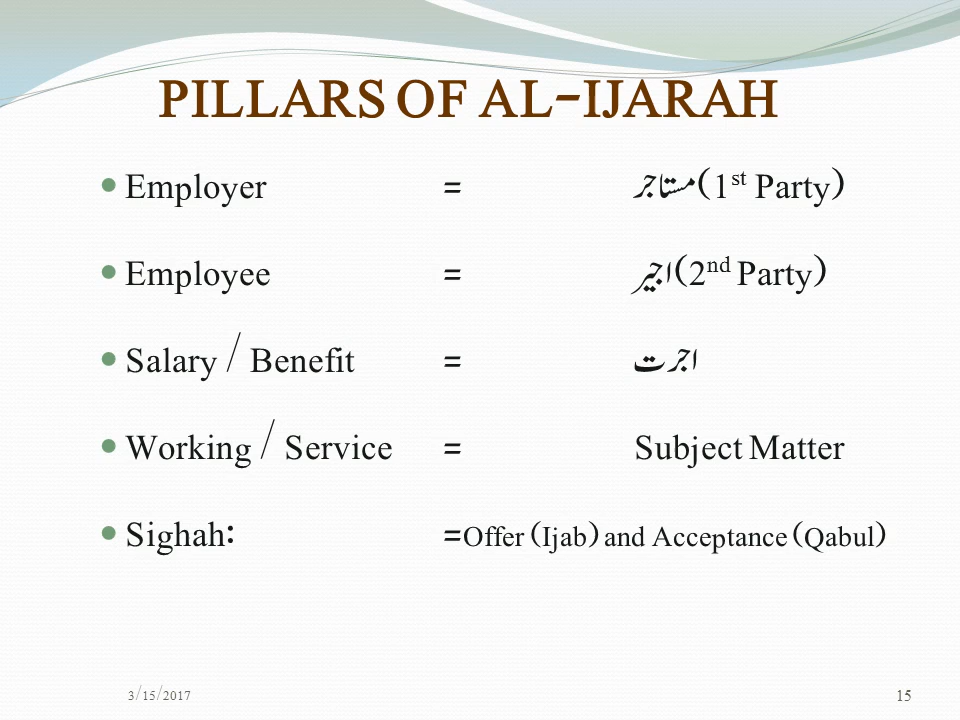 PILLARS OF AL-IJARAH
• Employer = مستاجر(1st Party)
• Employee = اجیر(2nd Party)
• Salary / Benefit = اجرت
• Working / Service = Subject Matter
• Sighah: =Offer (Ijab) and Acceptance (Qabul)
3/15/2017 15